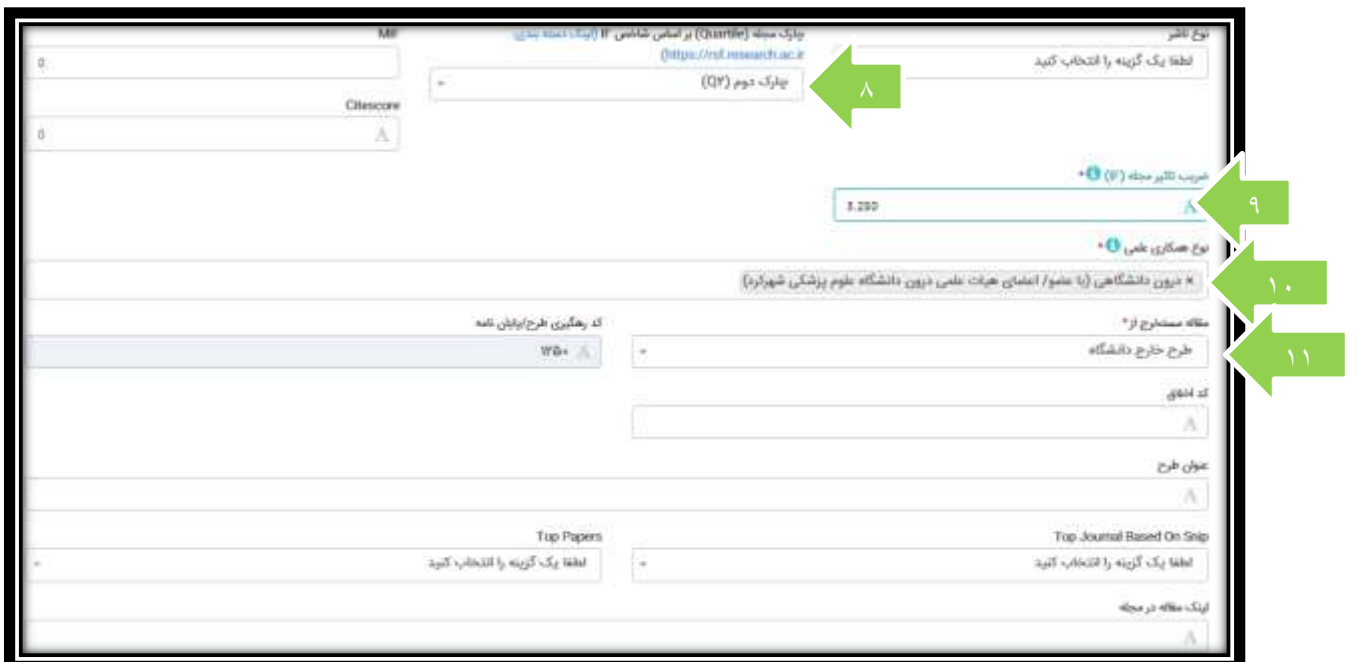 نوع ناشر
لطفا یک گزینه را انتخاب کنید
چارک مجله (Quartile) بر اساس شاخص IF (لینک دسته بندی:
https://rsf.research.ac.ir)
چارک دوم (Q۲)
۸
MIF
0
Citescore
0
ضریب تاثیر مجله (IF) *
3.293
۹
نوع همکاری علمی *
× درون دانشگاهی (با عضو/ اعضای هیات علمی درون دانشگاه علوم پزشکی شهرکرد)
۱۰
مقاله مستخرج از *
طرح خارج دانشگاه
۱۱
کد رهگیری طرح/پایان نامه
کد اخلاق
عنوان طرح
Top Journal Based On Snip
لطفا یک گزینه را انتخاب کنید
Top Papers
لطفا یک گزینه را انتخاب کنید
لینک مقاله در مجله